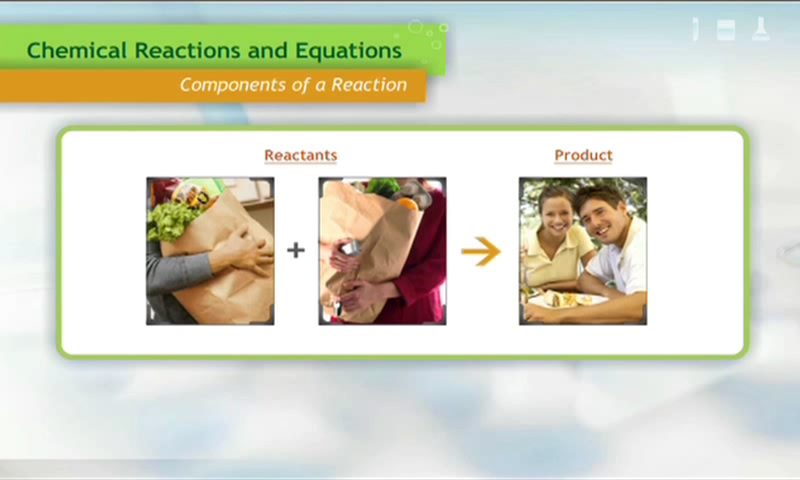 Chemical Reactions and Equations
Components of a Reaction
Reactants
Product
+